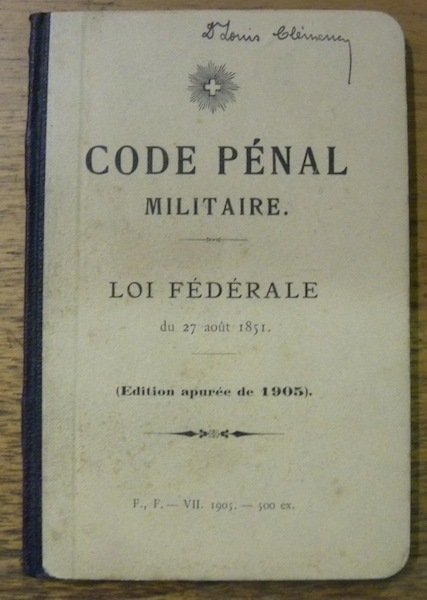 Dr Louis Clémency
CODE PÉNAL
MILITAIRE.
LOI FÉDÉRALE
du 27 août 1851.
(Edition apurée de 1905).
F., F. — VII. 1905. — 500 ex.